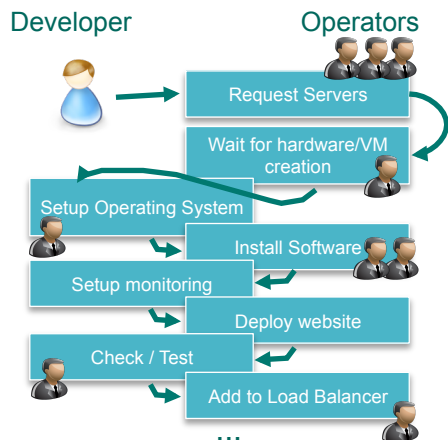 Developer
Operators
Request Servers
Wait for hardware/VM
creation
Setup Operating System
Install Software
Setup monitoring
Deploy website
Check / Test
Add to Load Balancer
...